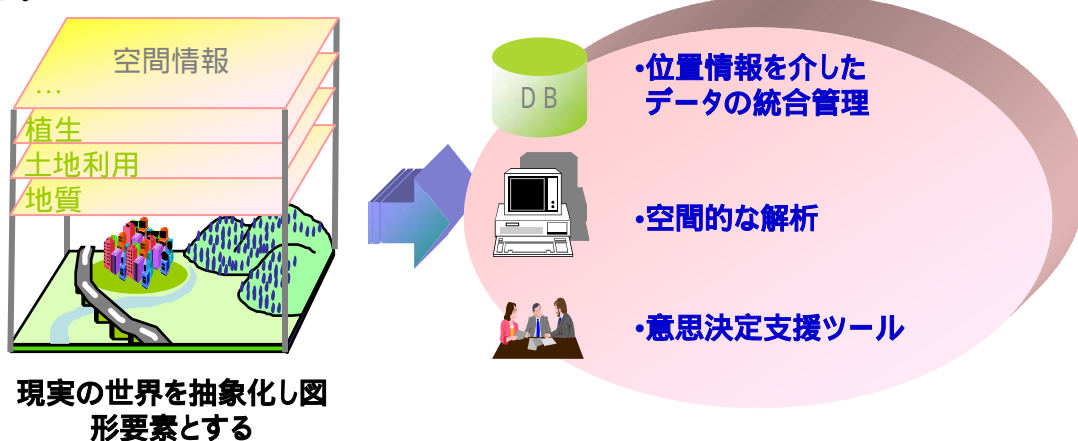 空間情報
…
植生
土地利用
地質
現実の世界を抽象化し図
形要素とする
DB
・位置情報を介した
データの統合管理
・空間的な解析
・意思決定支援ツール